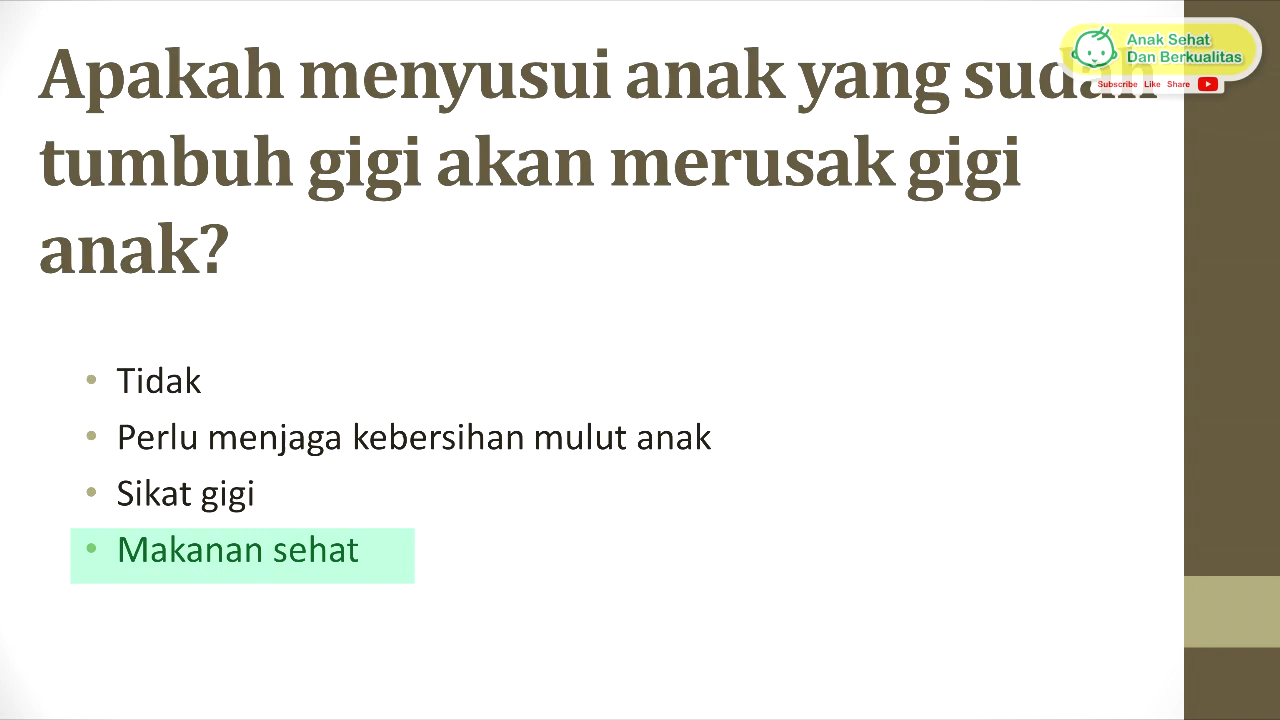 Apakah menyusui anak yang sudah
tumbuh gigi akan merusak gigi
anak?
Anak Sehat
Dan Berkualitas
Subscribe Like Share
• Tidak
• Perlu menjaga kebersihan mulut anak
• Sikat gigi
• Makanan sehat